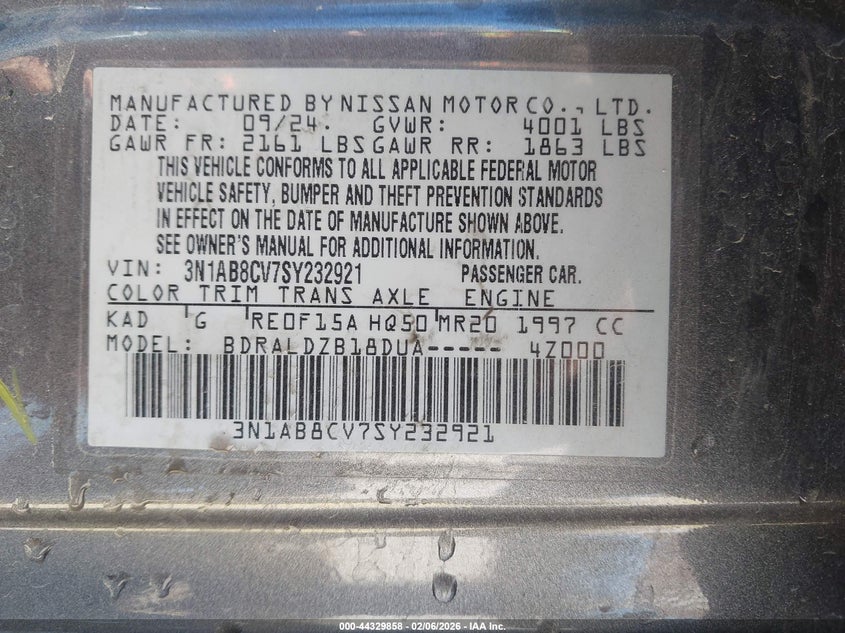 MANUFACTURED BY NISSAN MOTOR CO., LTD.
DATE: 09/24. GVWR: 4001 LBS
GAWR FR: 2161 LBS GAWR RR: 1863 LBS
THIS VEHICLE CONFORMS TO ALL APPLICABLE FEDERAL MOTOR
VEHICLE SAFETY, BUMPER AND THEFT PREVENTION STANDARDS
IN EFFECT ON THE DATE OF MANUFACTURE SHOWN ABOVE.
SEE OWNER'S MANUAL FOR ADDITIONAL INFORMATION.
VIN: 3N1AB8CV7SY232921 PASSENGER CAR.
COLOR TRIM TRANS AXLE ENGINE
KAD G RE0F15A HQ50 MR20 1997 CC
MODEL: BDRALDZB18DUA----- 4Z000
3N1AB8CV7SY232921
000-44329858 - 02/06/2026 - IAA Inc.